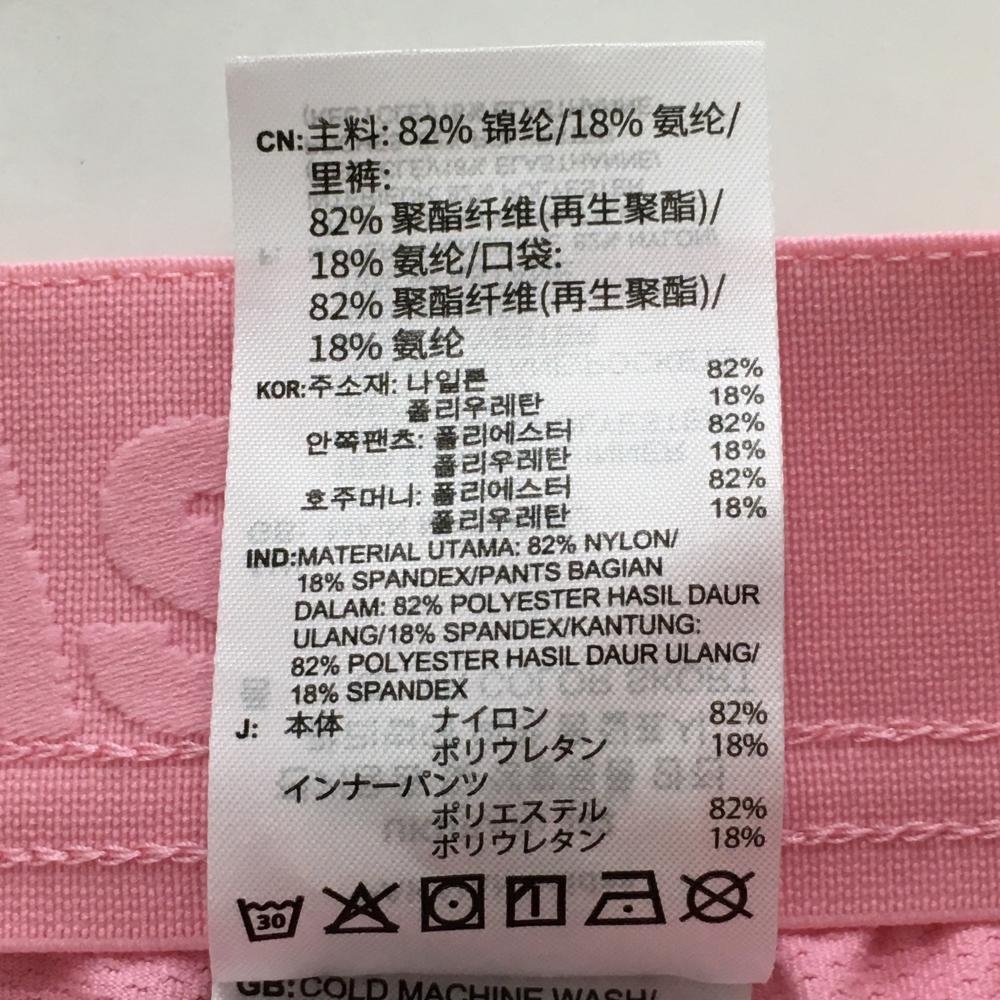 CN:主料: 82% 锦纶/18% 氨纶/
里裤:
82% 聚酯纤维(再生聚酯)/
18% 氨纶/口袋:
82% 聚酯纤维(再生聚酯)/
18% 氨纶
KOR:주소재: 나일론 82%
폴리우레탄 18%
안쪽팬츠: 폴리에스터 82%
폴리우레탄 18%
호주머니: 폴리에스터 82%
폴리우레탄 18%
IND:MATERIAL UTAMA: 82% NYLON/
18% SPANDEX/PANTS BAGIAN
DALAM: 82% POLYESTER HASIL DAUR
ULANG/18% SPANDEX/KANTUNG:
82% POLYESTER HASIL DAUR ULANG/
18% SPANDEX
J: 本体 ナイロン 82%
ポリウレタン 18%
インナーパンツ
ポリエステル 82%
ポリウレタン 18%
30
GB: COLD MACHINE WASH/